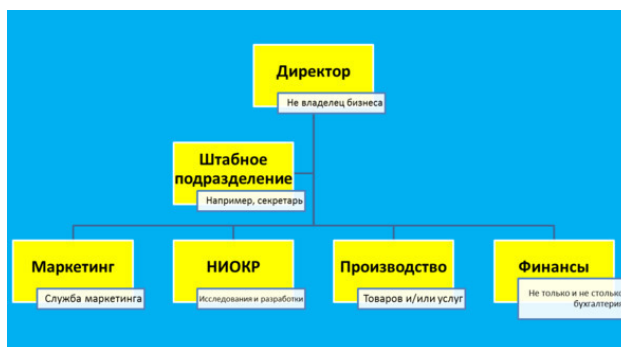 Директор
Не владелец бизнеса
Штабное
подразделение
Например, секретарь
Маркетинг
НИОКР
Производство
Финансы
Служба маркетинга
Исследования и разработки
Товаров и/или услуг
Не только и не столько